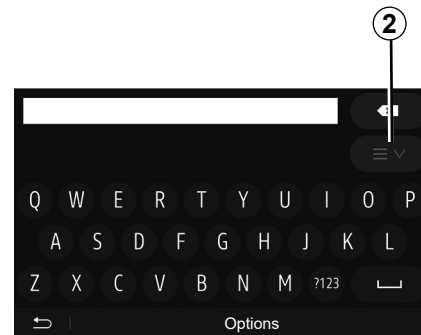 2
Q W E R T Y U I O P
A S D F G H J K L
Z X C V B N M ?123
Options